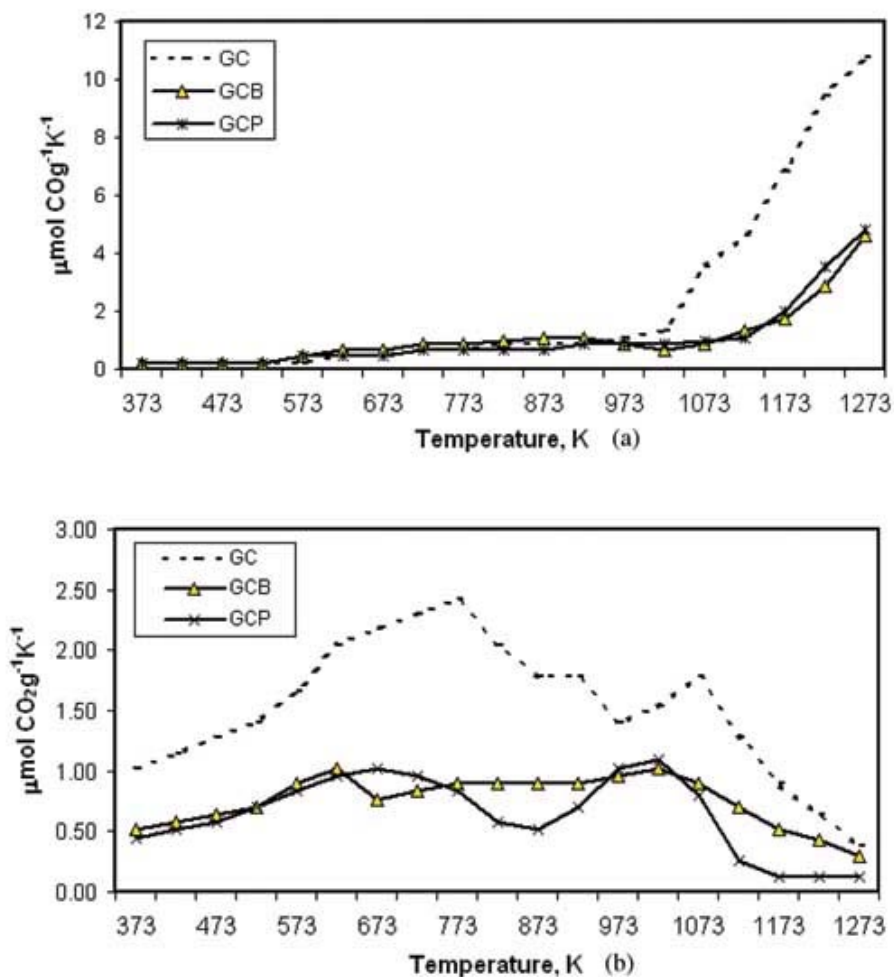 12
10
8
6
4
2
0
µmol COg⁻¹K⁻¹
GC
GCB
GCP
373 473 573 673 773 873 973 1073 1173 1273
Temperature, K (a)
3.00
2.50
2.00
1.50
1.00
0.50
0.00
µmol CO₂g⁻¹K⁻¹
GC
GCB
GCP
373 473 573 673 773 873 973 1073 1173 1273
Temperature, K (b)